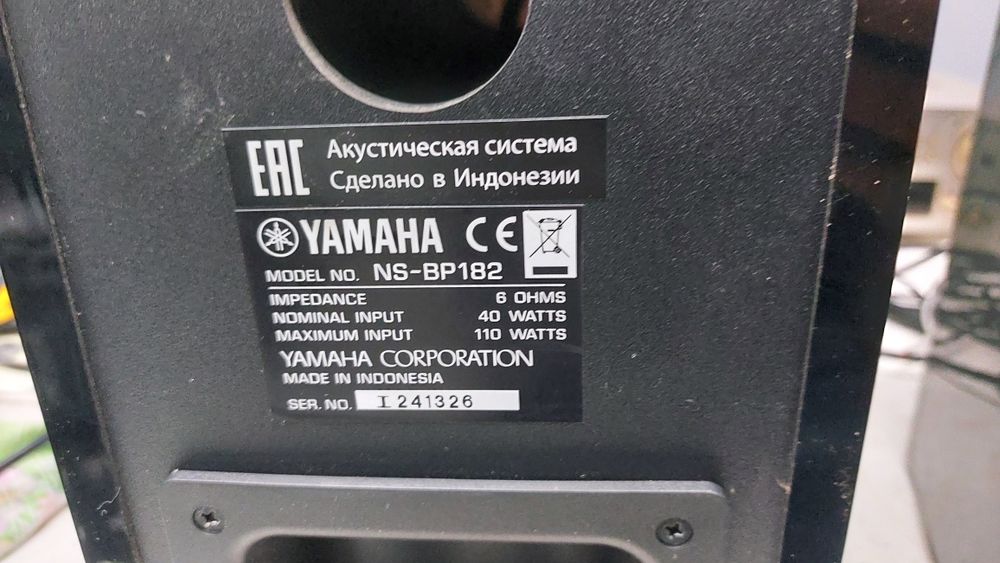 EAC Акустическая система
Сделано в Индонезии
YAMAHA CE
MODEL NO. NS-BP182
IMPEDANCE 6 OHMS
NOMINAL INPUT 40 WATTS
MAXIMUM INPUT 110 WATTS
YAMAHA CORPORATION
MADE IN INDONESIA
SER. NO. I 241326